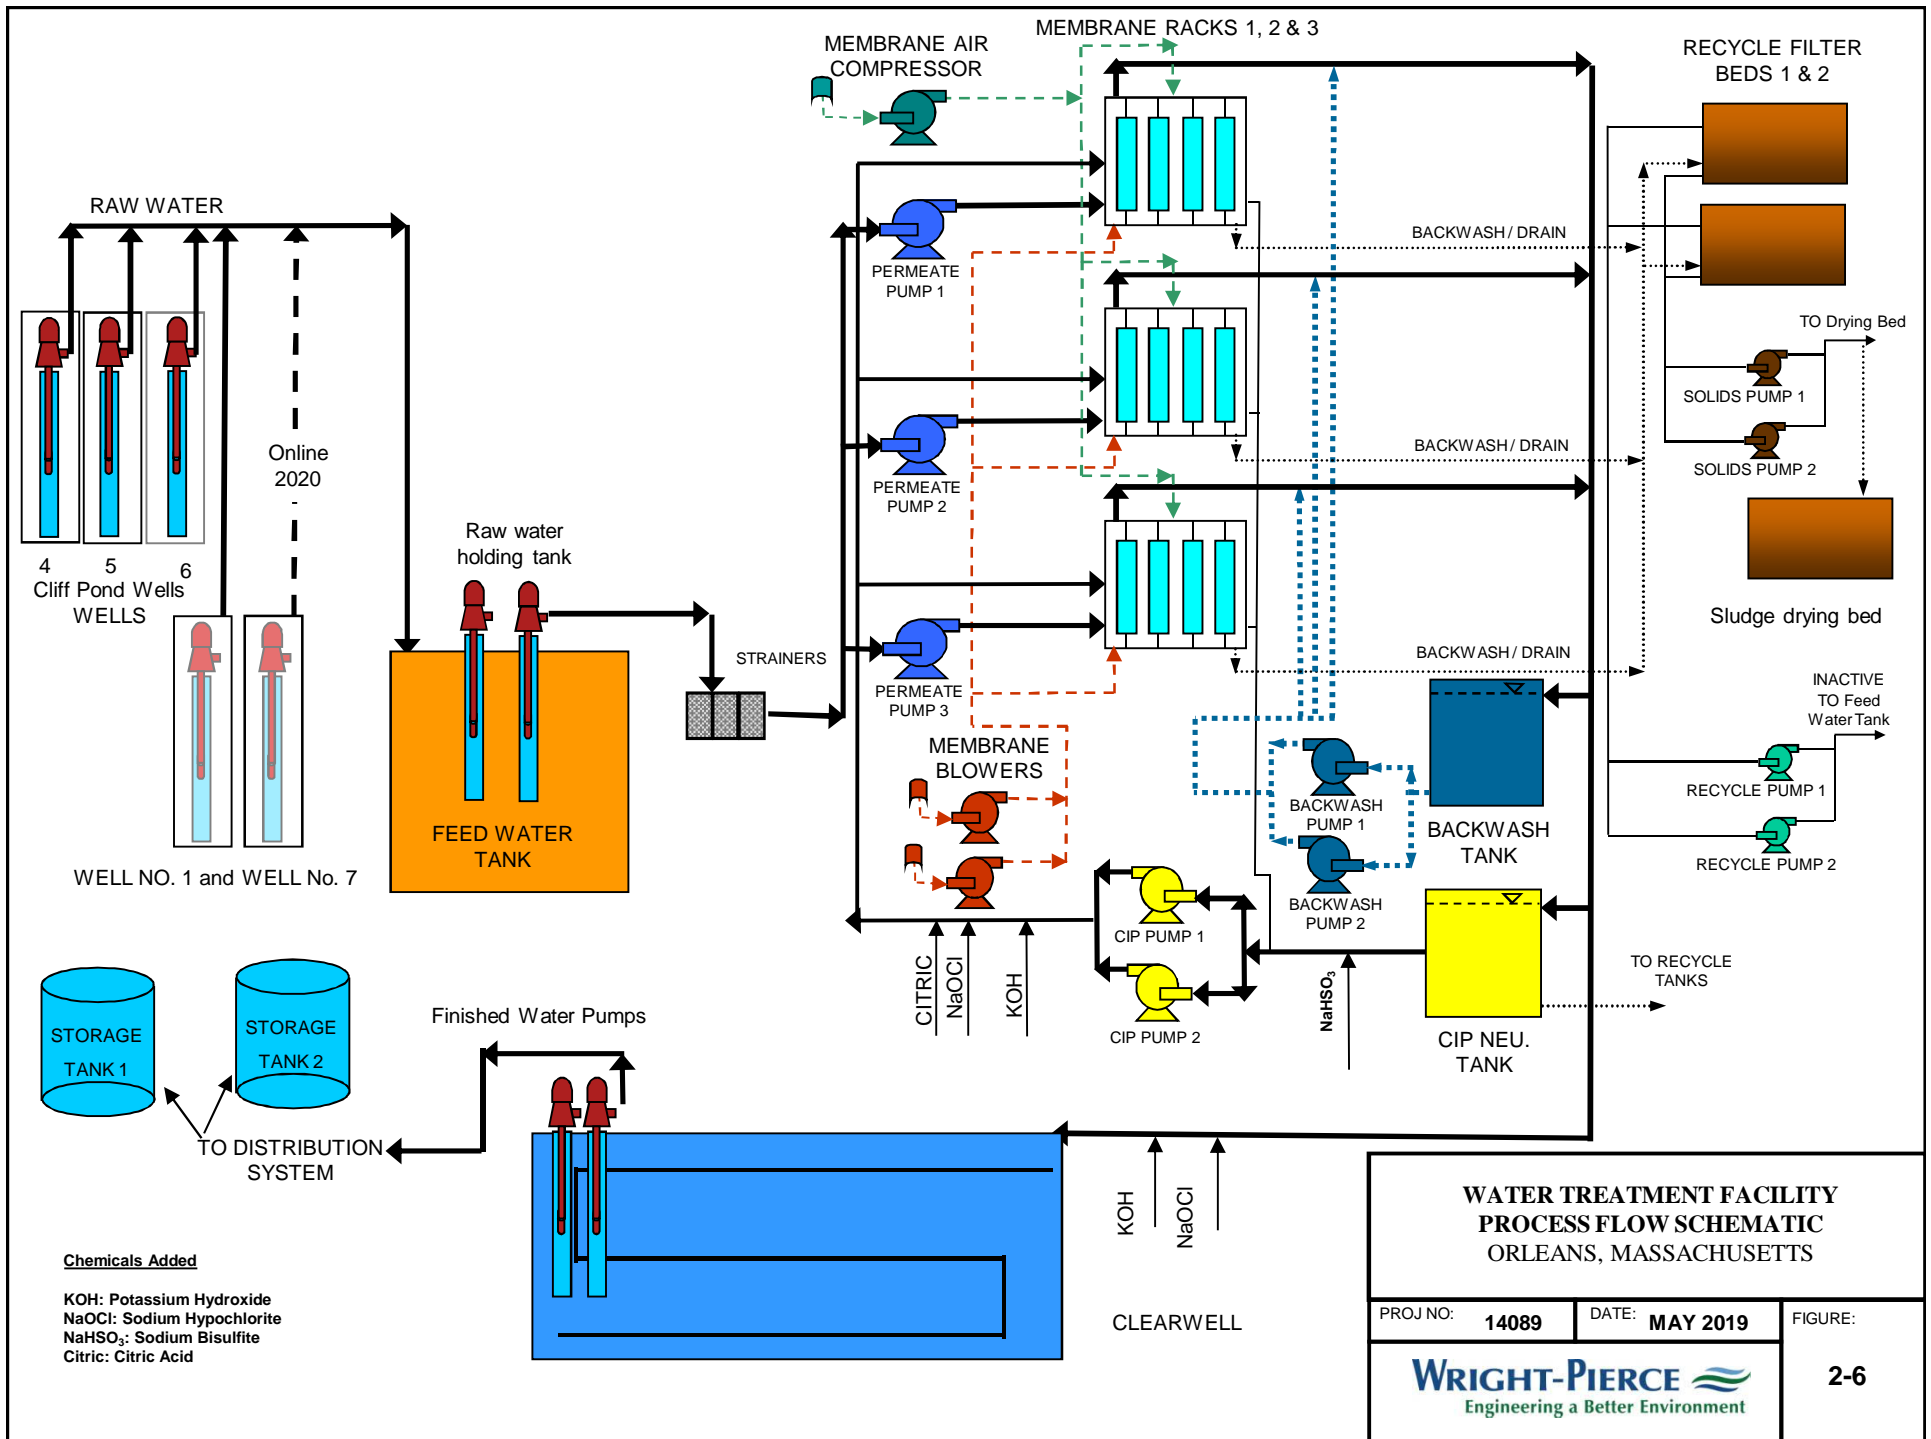 MEMBRANE RACKS 1, 2 & 3
MEMBRANE AIR
COMPRESSOR
RECYCLE FILTER
BEDS 1 & 2
RAW WATER
PERMEATE
PUMP 1
BACKWASH / DRAIN
TO Drying Bed
SOLIDS PUMP 1
SOLIDS PUMP 2
Online
2020
PERMEATE
PUMP 2
BACKWASH / DRAIN
Raw water
holding tank
4
5
6
Cliff Pond Wells
WELLS
Sludge drying bed
STRAINERS
PERMEATE
PUMP 3
BACKWASH / DRAIN
INACTIVE
TO Feed
Water Tank
MEMBRANE
BLOWERS
BACKWASH
PUMP 1
BACKWASH
TANK
RECYCLE PUMP 1
RECYCLE PUMP 2
FEED WATER
TANK
WELL NO. 1 and WELL No. 7
BACKWASH
PUMP 2
CIP PUMP 1
CIP PUMP 2
CITRIC
NaOCl
KOH
NaHSO3
TO RECYCLE
TANKS
CIP NEU.
TANK
STORAGE
TANK 1
STORAGE
TANK 2
Finished Water Pumps
TO DISTRIBUTION
SYSTEM
KOH
NaOCl
CLEARWELL
Chemicals Added
KOH: Potassium Hydroxide
NaOCl: Sodium Hypochlorite
NaHSO3: Sodium Bisulfite
Citric: Citric Acid
WATER TREATMENT FACILITY
PROCESS FLOW SCHEMATIC
ORLEANS, MASSACHUSETTS
PROJ NO: 14089
DATE: MAY 2019
FIGURE:
2-6
WRIGHT-PIERCE
Engineering a Better Environment